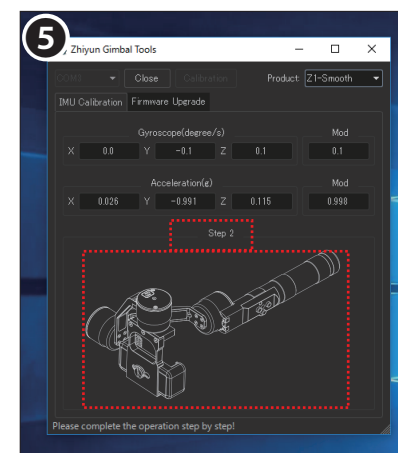 5
Zhiyun Gimbal Tools
COM3 Close Calibration Product: Z1-Smooth
IMU Calibration Firmware Upgrade
Gyroscope(degree/s) Mod
X 0.0 Y -0.1 Z 0.1 0.1
Acceleration(g) Mod
X 0.026 Y -0.991 Z 0.115 0.998
Step 2
Please complete the operation step by step!